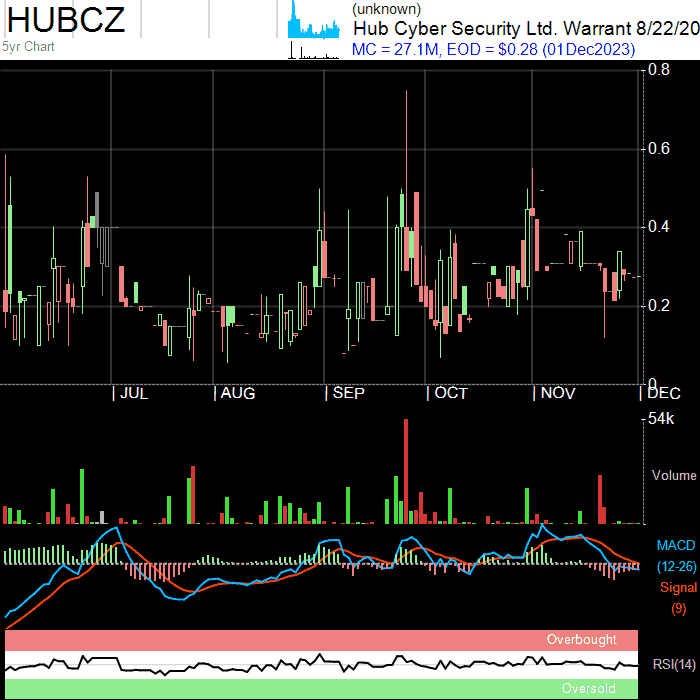 HUBCZ
5yr Chart
(unknown)
Hub Cyber Security Ltd. Warrant 8/22/20
MC = 27.1M, EOD = $0.28 (01Dec2023)
0.8
0.6
0.4
0.2
0
JUL AUG SEP OCT NOV DEC
54k
Volume
MACD
(12-26)
Signal
(9)
Overbought
RSI(14)
Oversold